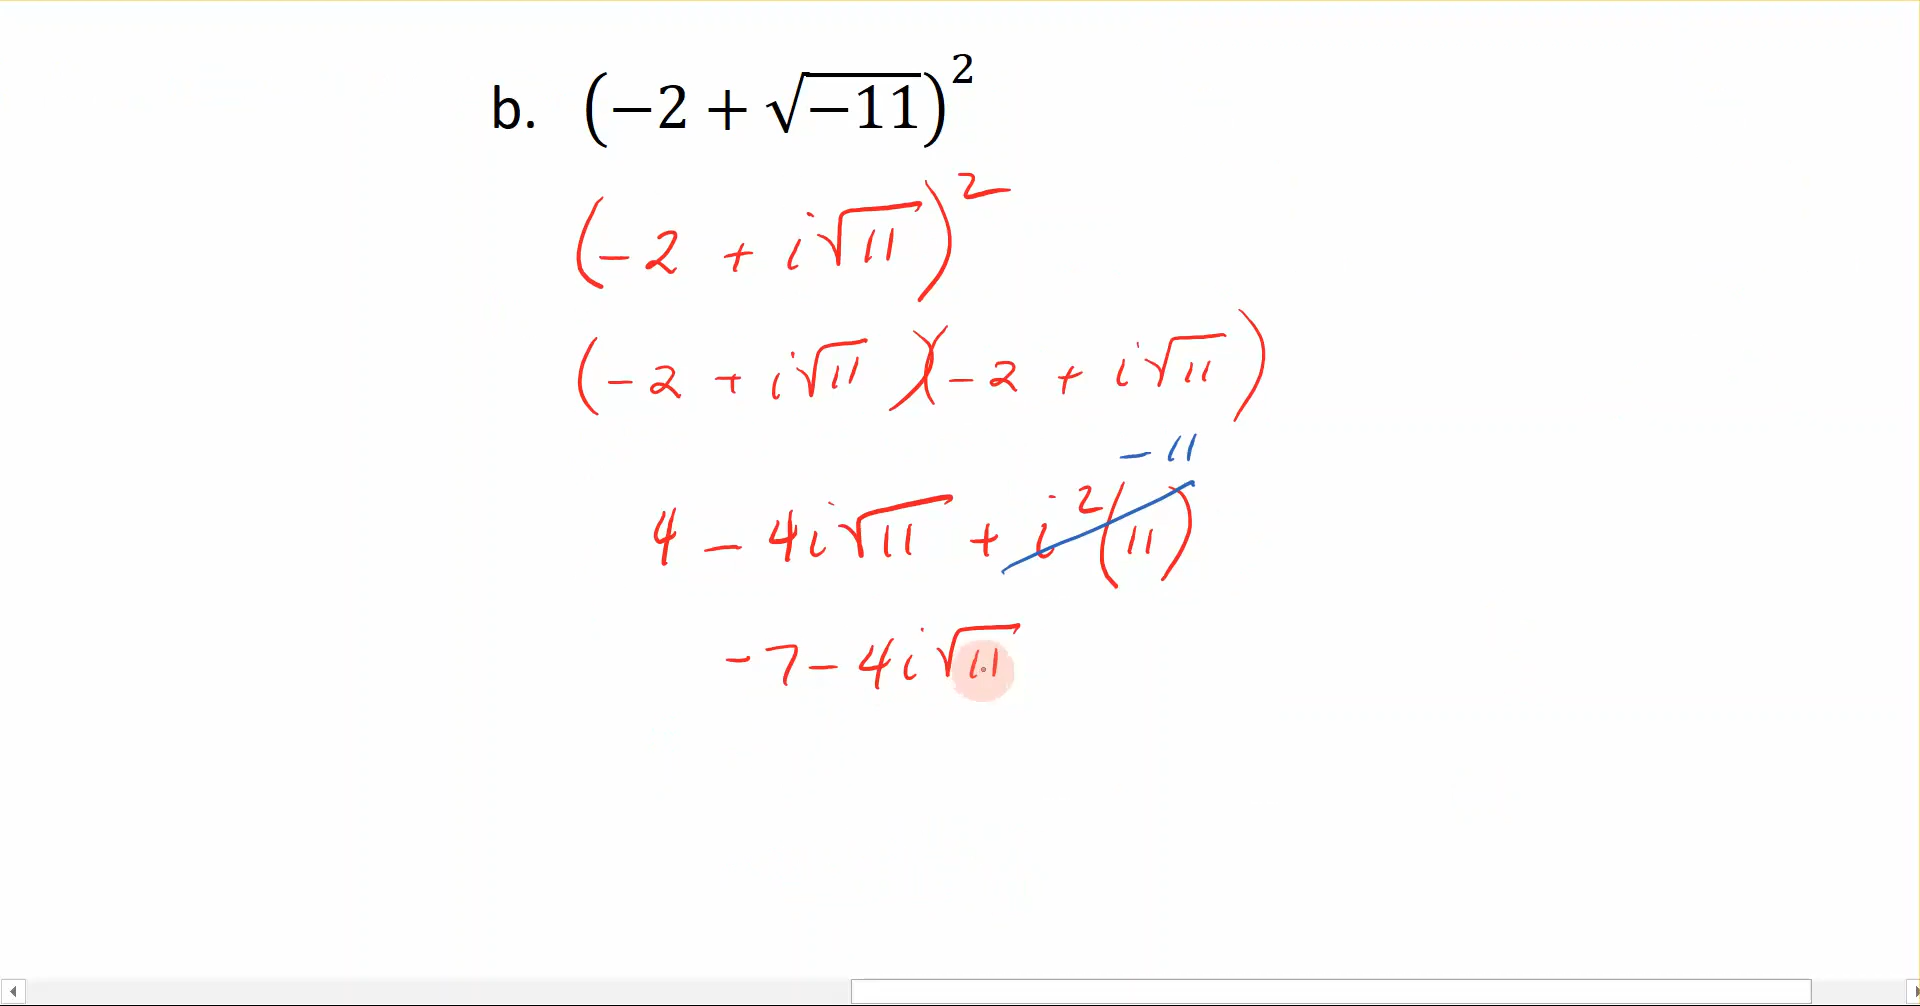 b. (−2 + √−11)²
(−2 + i√11)²
(−2 + i√11)(−2 + i√11)
−11
4 − 4i√11 + i²(11)
−7 − 4i√11